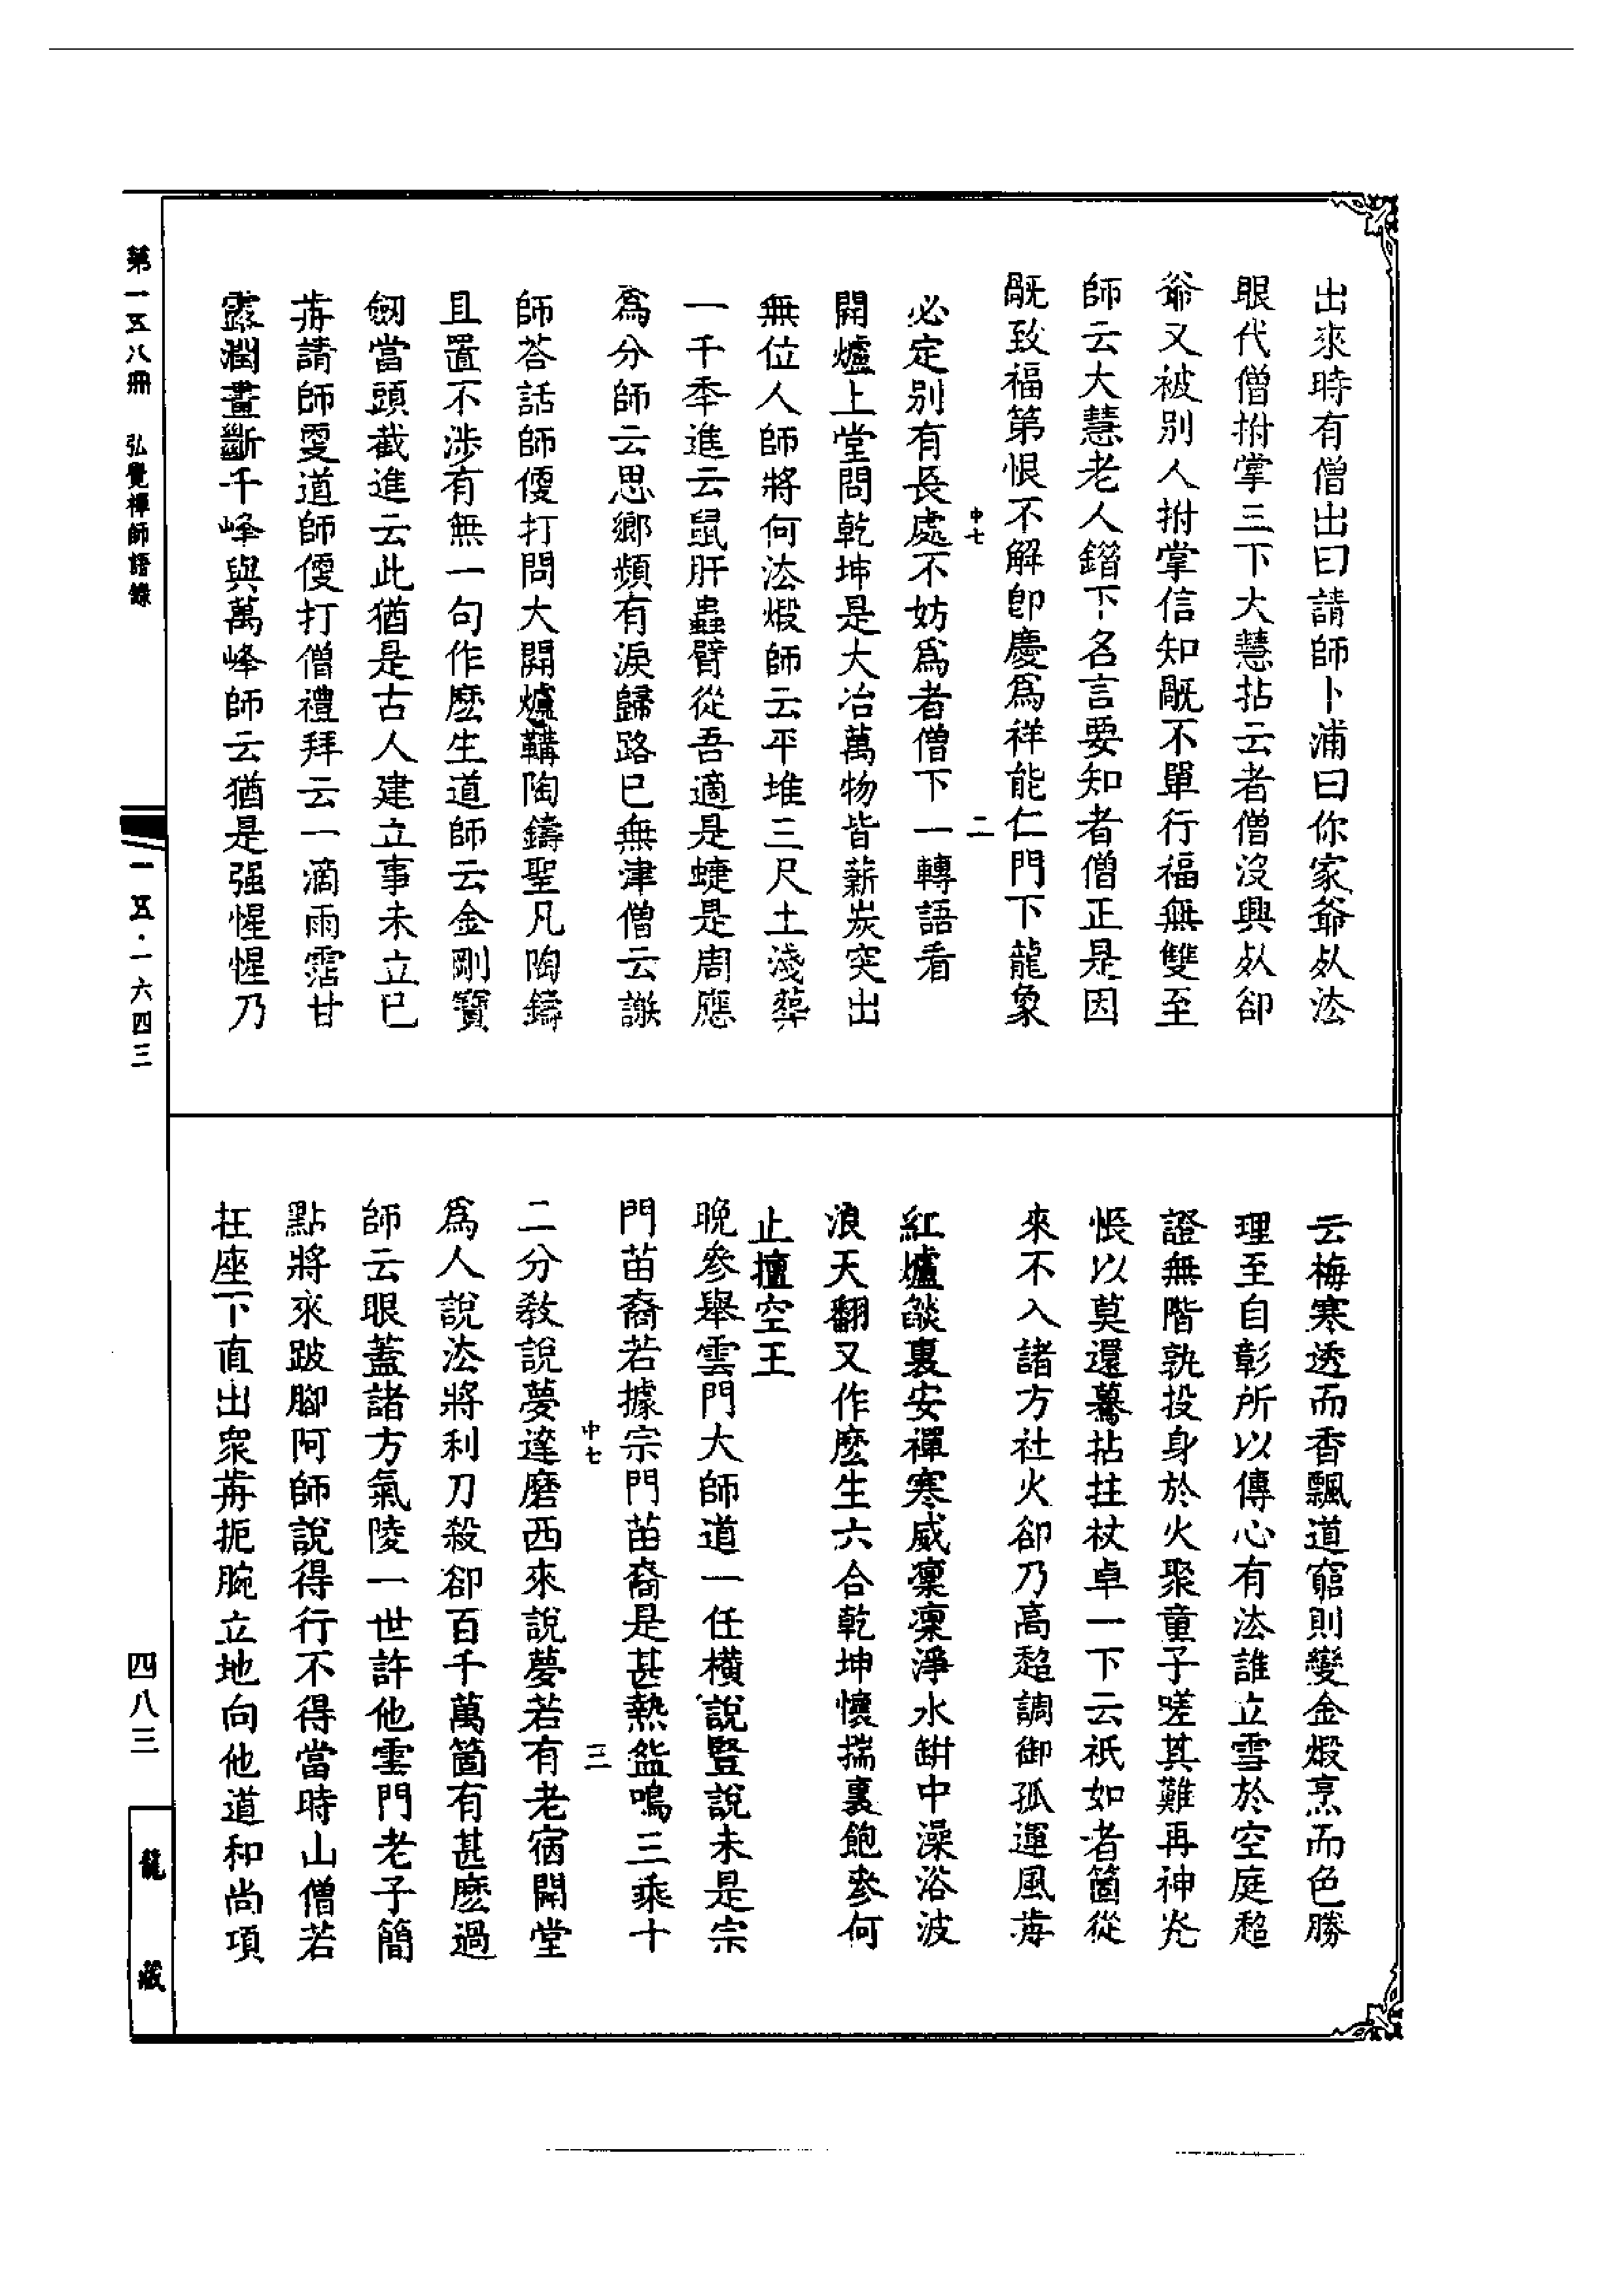 出來時有僧出曰請師卜浦曰你家爺死法
眼代僧拊掌三下大慧拈云者僧沒興死卻
爺又被別人拊掌信知旤不單行福無雙至
師云大慧老人鐕下名言要知者僧正是因
旤致福第恨不解卽慶爲祥能仁門下龍象
中七 二
必定別有長處不妨爲者僧下一轉語看
開爐上堂問乾坤是大冶萬物皆薪炭突出
無位人師將何法煅師云平堆三尺土淺葬
一千秊進云鼠肝蟲臂從吾適是蜨是周應
爲分師云思鄉頻有淚歸路已無津僧云謝
師荅話師便打問大開爐鞴陶鑄聖凡陶鑄
且置不涉有無一句作麽生道師云金剛寶
劒當頭截進云此猶是古人建立事未立已
前請師更道師便打僧禮拜云一滴雨霑甘
露潤畫斷千峰與萬峰師云猶是强惺惺乃
云梅寒透而香飄道窮則變金煅烹而色勝
理至自彰所以傳心有法誰立雪於空庭超
證無階孰投身於火聚童子嗟其難再神光
悵以莫還驀拈拄杖卓一下云祇如者箇從
來不入諸方社火卻乃高超調御孤運風前
紅爐燄裏安禪寒威凜凜淨水缾中澡浴波
浪天翻又作麽生六合乾坤懷揣裏飽參何
止擅空王
晚參舉雲門大師道一任橫說豎說未是宗
門苗裔若據宗門苗裔是甚熱盌鳴三乘十
中七 三
二分敎說夢達磨西來說夢若有老宿開堂
爲人說法將利刀殺卻百千萬箇有甚麽過
師云眼蓋諸方氣陵一世許他雲門老子簡
點將來跛腳阿師說得行不得當時山僧若
在座下直出衆前扼腕立地向他道和尚項
第一五八冊 弘覺禪師語錄
一五·一六四三
四八三
龍藏